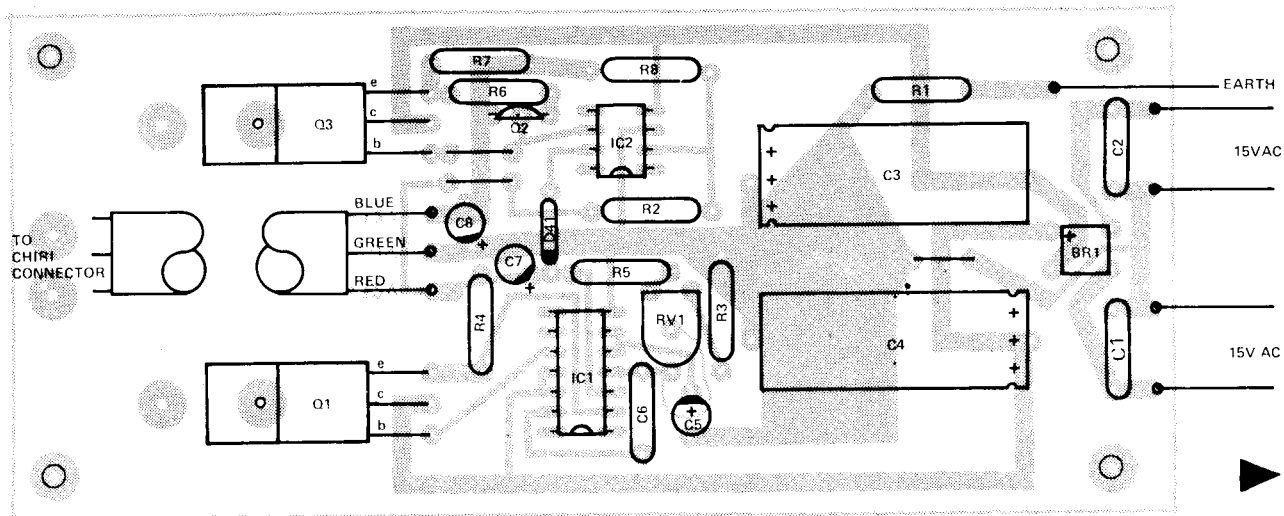 R7
R8
R6
R1
EARTH
e
Q3
c
Q2
IC2
b
C2
15VAC
+
+
+
C3
BLUE
C8
+
R2
D41
TO
CHIRI
CONNECTOR
GREEN
C7
+
RED
+
BR1
R5
R4
RV1
R3
C4
+
+
+
C1
15V AC
e
Q1
c
b
IC1
C6
+
C5